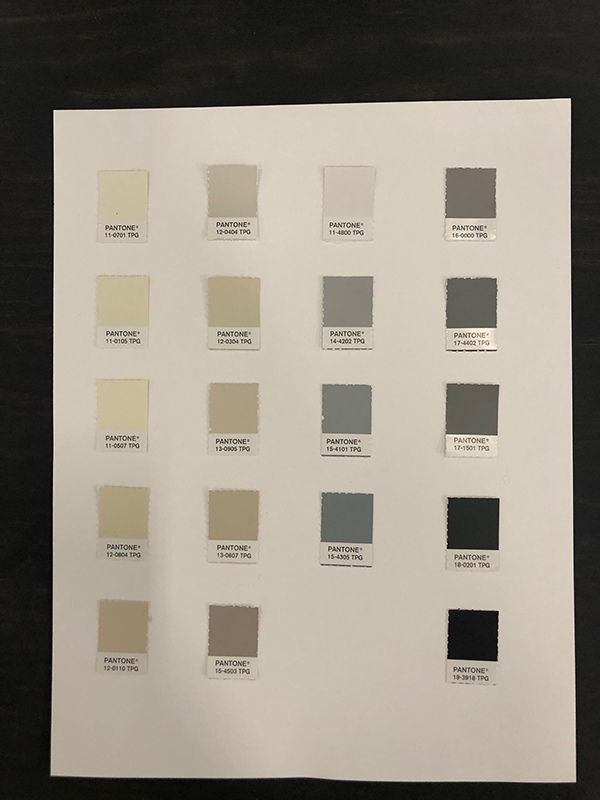 PANTONE®
11-0701 TPG
PANTONE®
12-0404 TPG
PANTONE®
11-4800 TPG
PANTONE®
16-0000 TPG
PANTONE®
11-0105 TPG
PANTONE®
12-0304 TPG
PANTONE®
14-4202 TPG
PANTONE®
17-4402 TPG
PANTONE®
11-0507 TPG
PANTONE®
13-0905 TPG
PANTONE®
15-4101 TPG
PANTONE®
17-1501 TPG
PANTONE®
12-0804 TPG
PANTONE®
13-0607 TPG
PANTONE®
15-4305 TPG
PANTONE®
18-0201 TPG
PANTONE®
12-0110 TPG
PANTONE®
15-4503 TPG
PANTONE®
19-3918 TPG